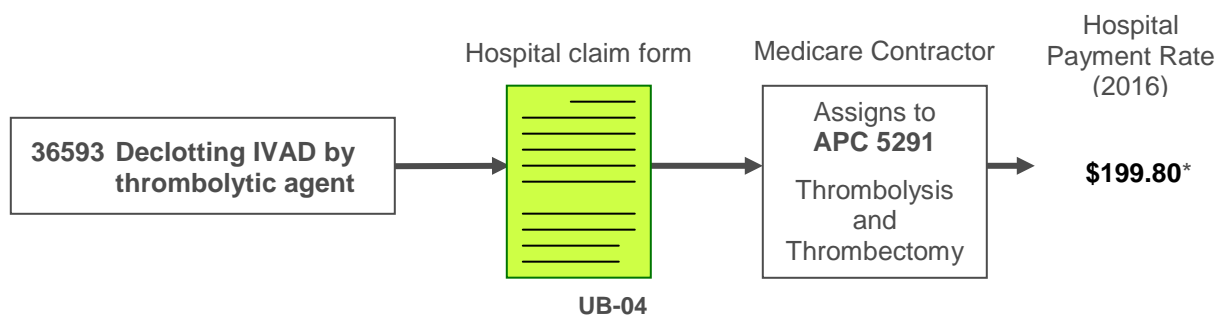 Hospital
Payment Rate
(2016)
Hospital claim form
Medicare Contractor
36593 Declotting IVAD by
thrombolytic agent
Assigns to
APC 5291
Thrombolysis
and
Thrombectomy
$199.80*
UB-04